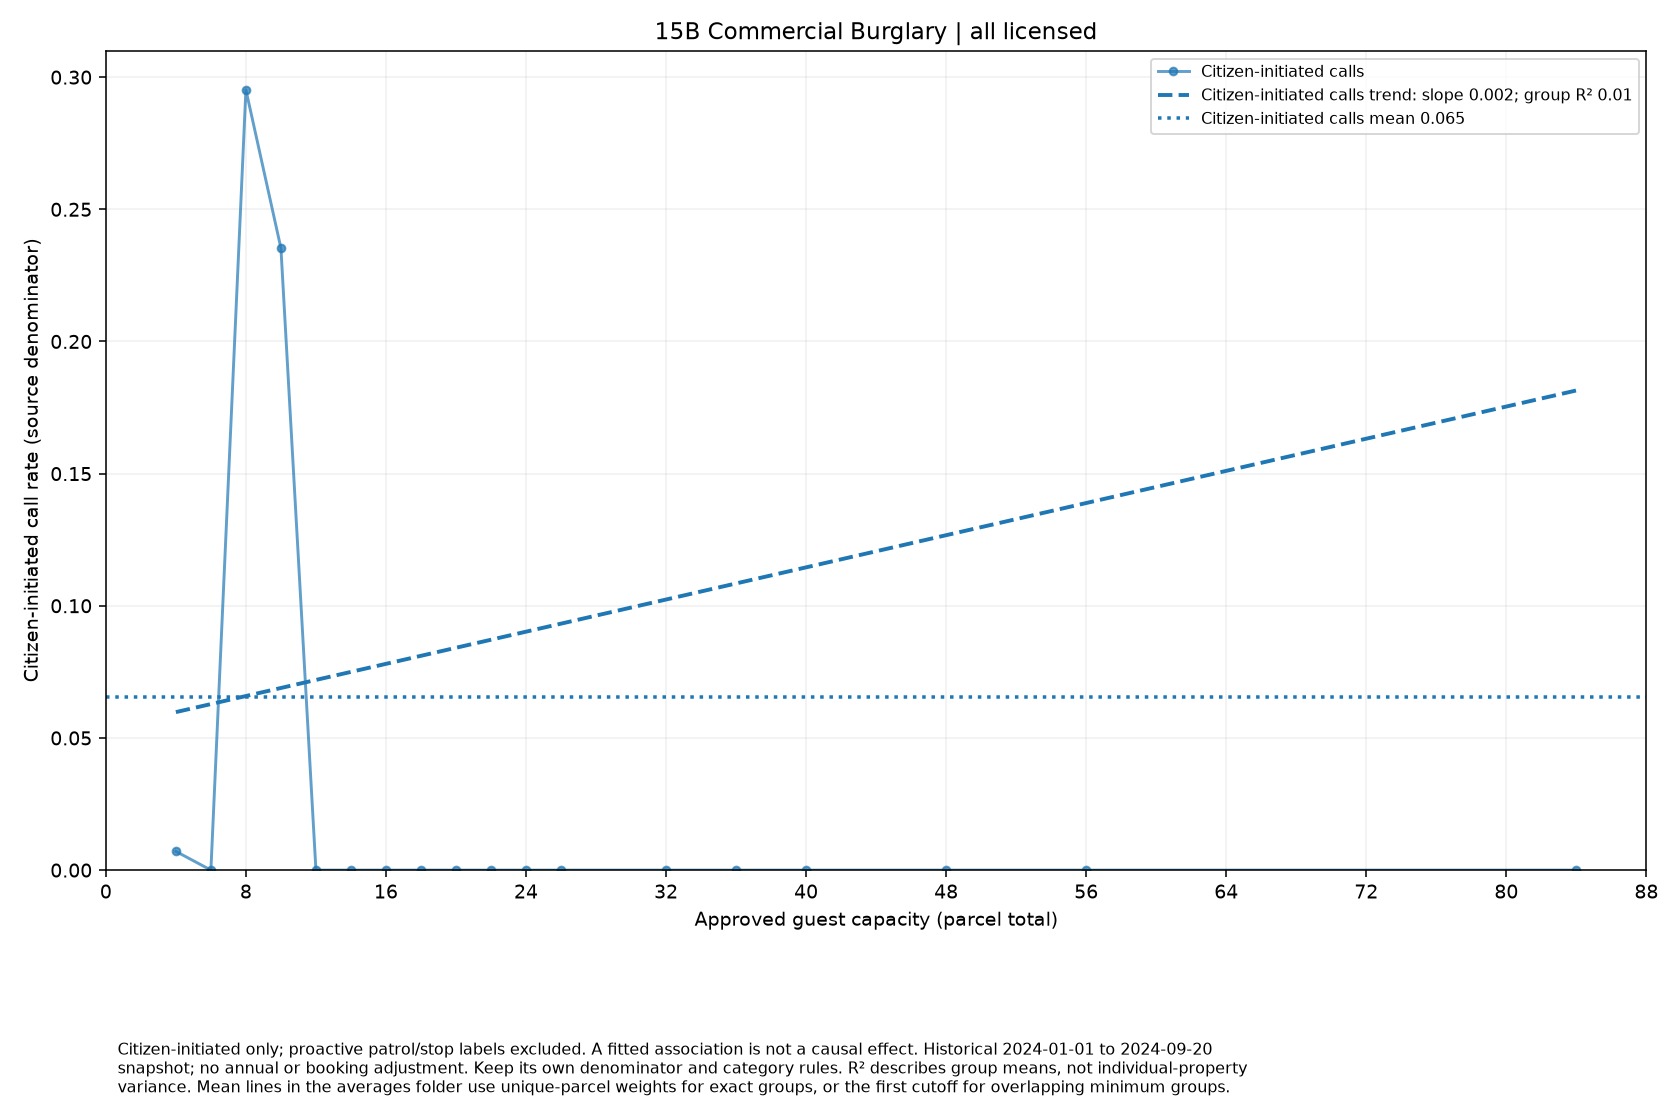 15B Commercial Burglary | all licensed
Citizen-initiated calls
Citizen-initiated calls trend: slope 0.002; group R² 0.01
Citizen-initiated calls mean 0.065
Citizen-initiated call rate (source denominator)
0.30
0.25
0.20
0.15
0.10
0.05
0.00
0 8 16 24 32 40 48 56 64 72 80 88
Approved guest capacity (parcel total)
Citizen-initiated only; proactive patrol/stop labels excluded. A fitted association is not a causal effect. Historical 2024-01-01 to 2024-09-20
snapshot; no annual or booking adjustment. Keep its own denominator and category rules. R² describes group means, not individual-property
variance. Mean lines in the averages folder use unique-parcel weights for exact groups, or the first cutoff for overlapping minimum groups.